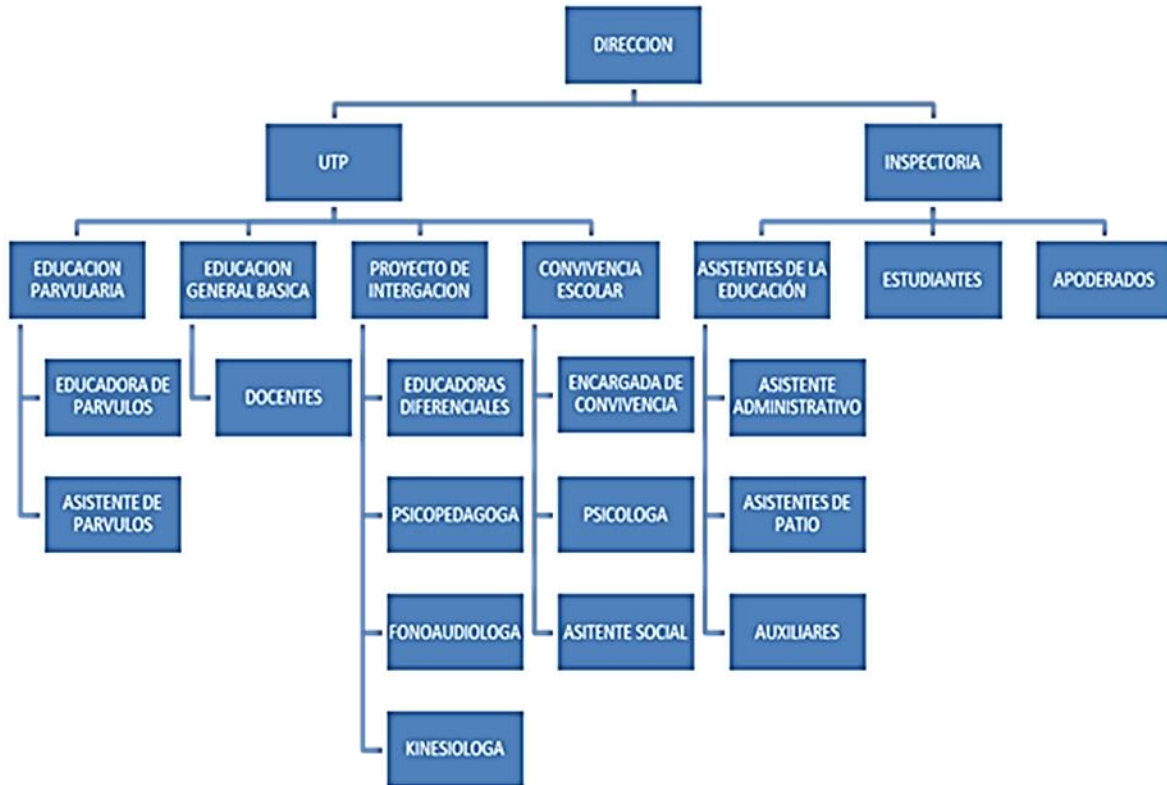 DIRECCION
UTP
INSPECTORIA
EDUCACION
PARVULARIA
EDUCACION
GENERAL BASICA
PROYECTO DE
INTERGACION
CONVIVENCIA
ESCOLAR
ASISTENTES DE LA
EDUCACIÓN
ESTUDIANTES
APODERADOS
EDUCADORA DE
PARVULOS
DOCENTES
EDUCADORAS
DIFERENCIALES
ENCARGADA DE
CONVIVENCIA
ASISTENTE
ADMINISTRATIVO
ASISTENTE DE
PARVULOS
PSICOPEDAGOGA
PSICOLOGA
ASISTENTES DE
PATIO
FONOAUDIOLOGA
ASITENTE SOCIAL
AUXILIARES
KINESIOLOGA